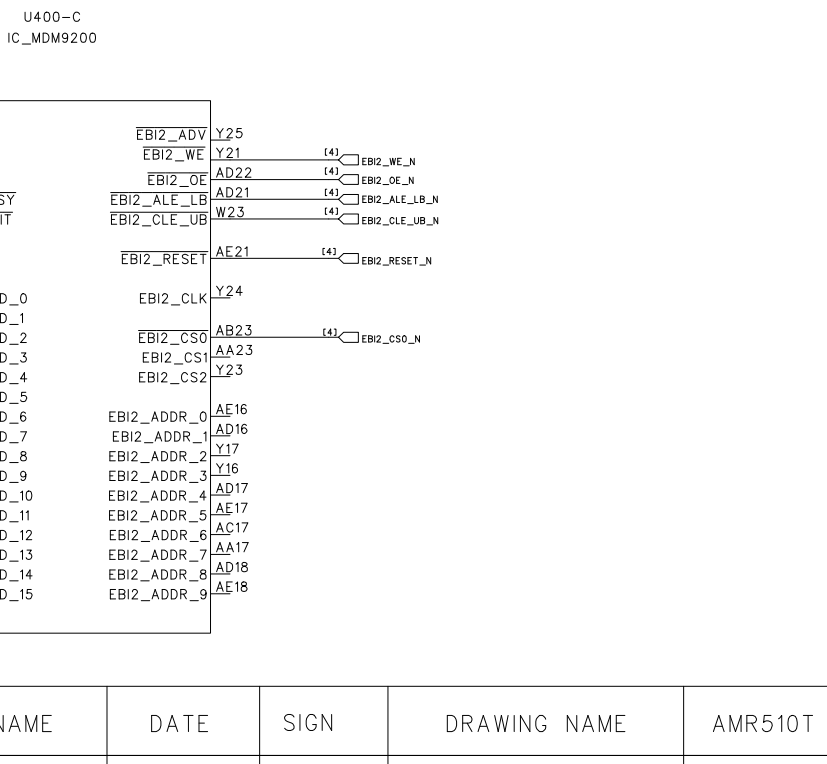 U400-C
IC_MDM9200
EBI2_ADV Y25
EBI2_WE Y21 [4] EBI2_WE_N
EBI2_OE AD22 [4] EBI2_OE_N
SY EBI2_ALE_LB AD21 [4] EBI2_ALE_LB_N
IT EBI2_CLE_UB W23 [4] EBI2_CLE_UB_N
EBI2_RESET AE21 [4] EBI2_RESET_N
D_0 EBI2_CLK Y24
D_1
D_2 EBI2_CS0 AB23 [4] EBI2_CS0_N
D_3 EBI2_CS1 AA23
D_4 EBI2_CS2 Y23
D_5
D_6 EBI2_ADDR_0 AE16
D_7 EBI2_ADDR_1 AD16
D_8 EBI2_ADDR_2 Y17
D_9 EBI2_ADDR_3 Y16
D_10 EBI2_ADDR_4 AD17
D_11 EBI2_ADDR_5 AE17
D_12 EBI2_ADDR_6 AC17
D_13 EBI2_ADDR_7 AA17
D_14 EBI2_ADDR_8 AD18
D_15 EBI2_ADDR_9 AE18
NAME DATE SIGN DRAWING NAME AMR510T